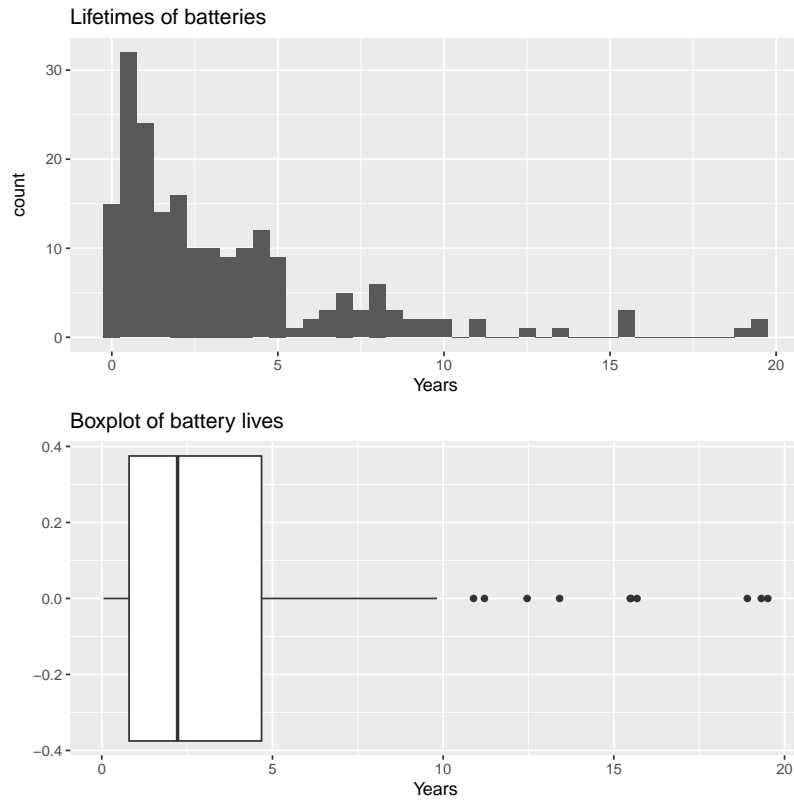 Lifetimes of batteries
30
20
10
0
count
0 5 10 15 20
Years
Boxplot of battery lives
0.4
0.2
0.0
−0.2
−0.4
0 5 10 15 20
Years